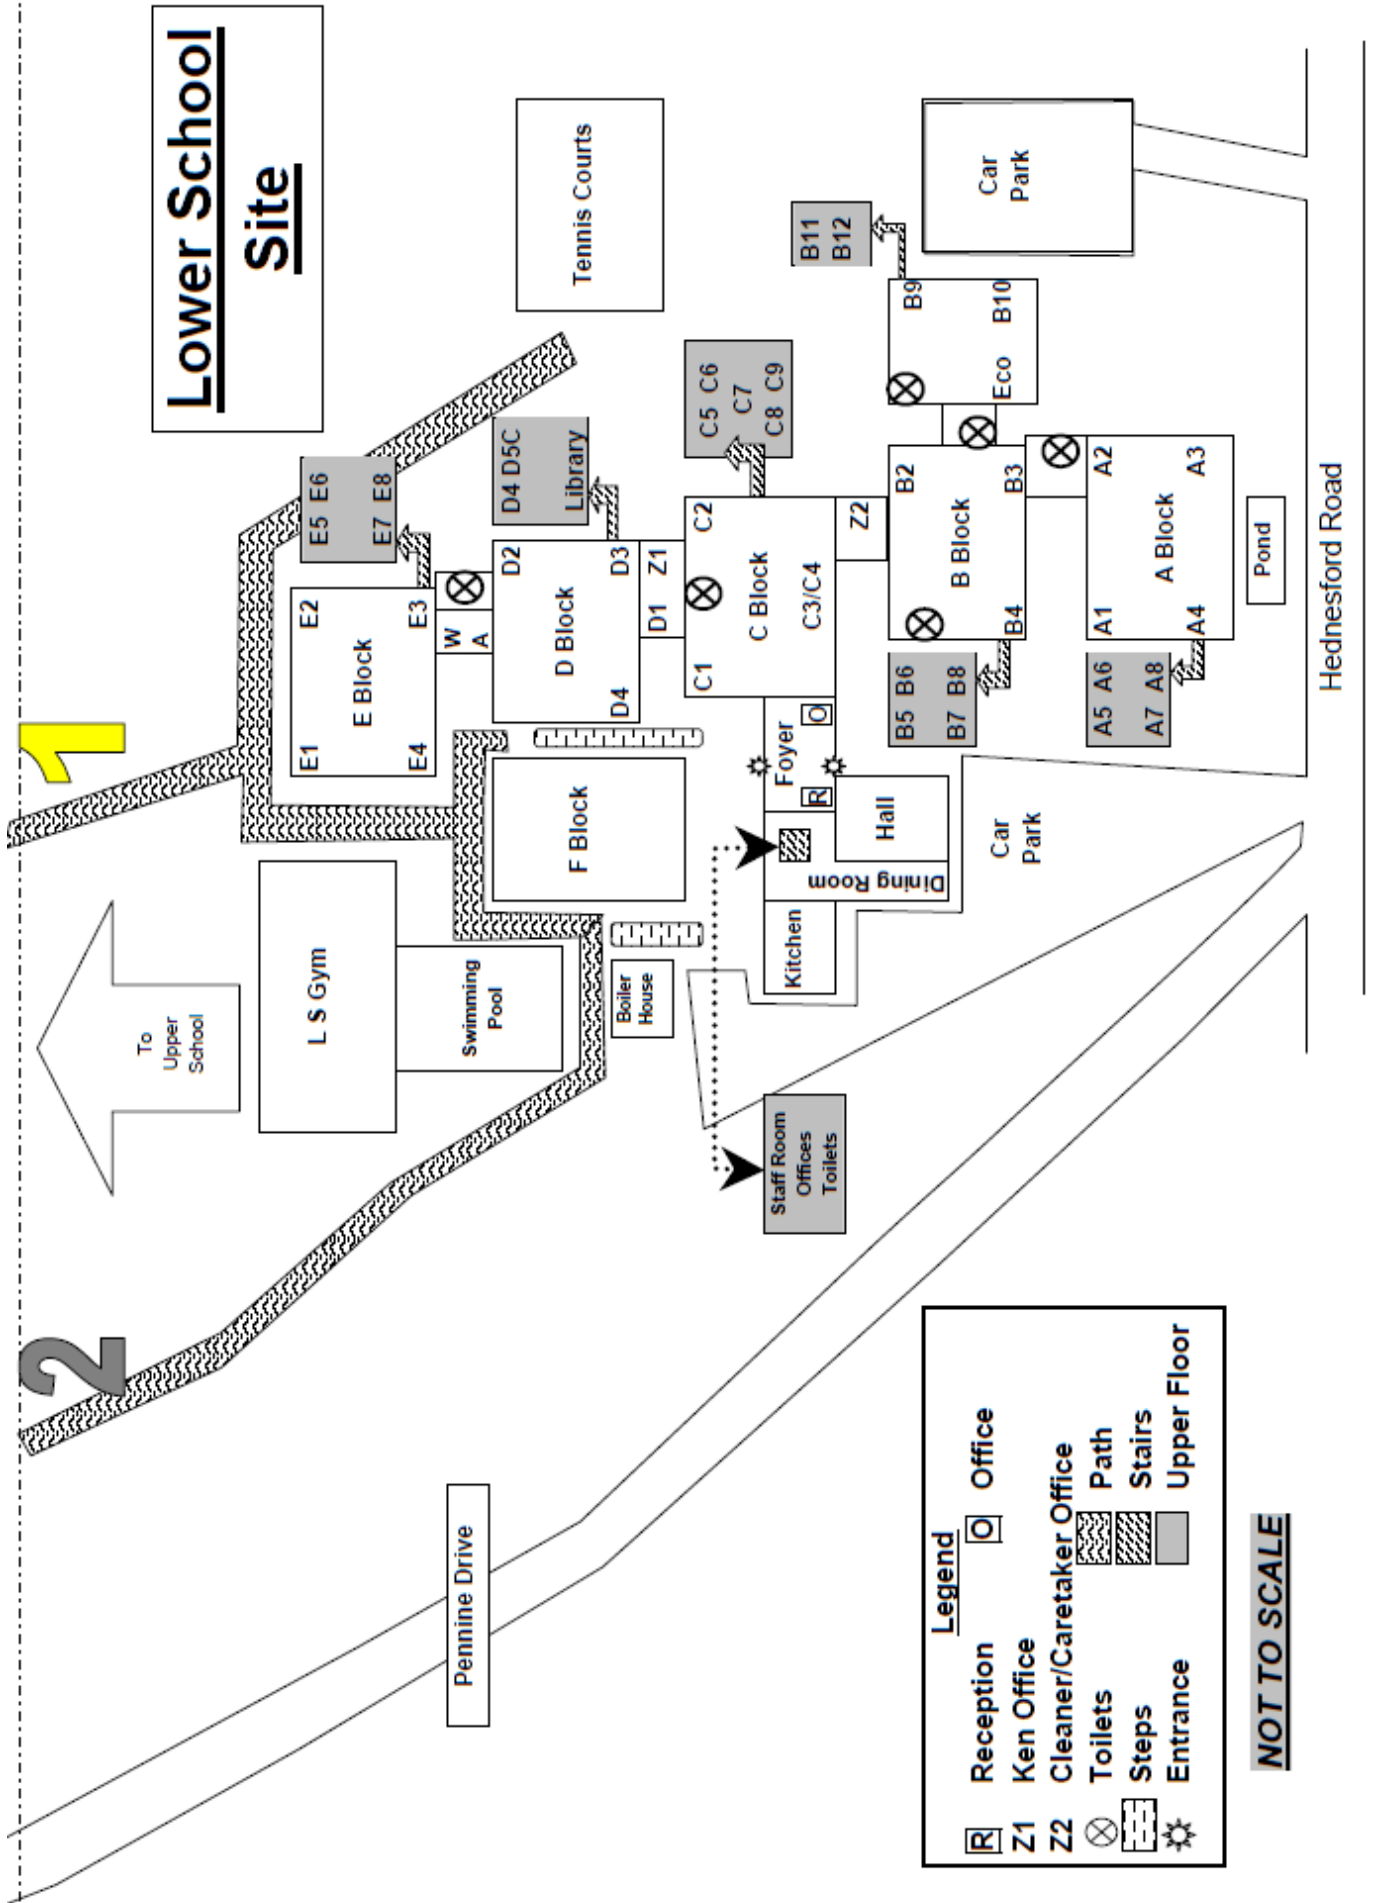 Lower School
Site
1
2
To
Upper
School
L S Gym
Swimming
Pool
Boiler
House
E1
E2
E Block
E4
E3
E5 E6
E7 E8
W
A
F Block
D2
D Block
D4
D3
D4 D5C
Library
D1
Z1
Tennis Courts
C1
C2
C Block
C3/C4
C5 C6
C7
C8 C9
Foyer
R
O
Hall
Dining Room
Kitchen
Staff Room
Offices
Toilets
Car
Park
Z2
B2
B Block
B4
B3
B5 B6
B7 B8
B9
Eco
B10
B11
B12
Car
Park
A1
A2
A Block
A4
A3
A5 A6
A7 A8
Pond
Hednesford Road
Pennine Drive
Legend
R Reception
O Office
Z1 Ken Office
Z2 Cleaner/Caretaker Office
Toilets
Path
Steps
Stairs
Entrance
Upper Floor
NOT TO SCALE